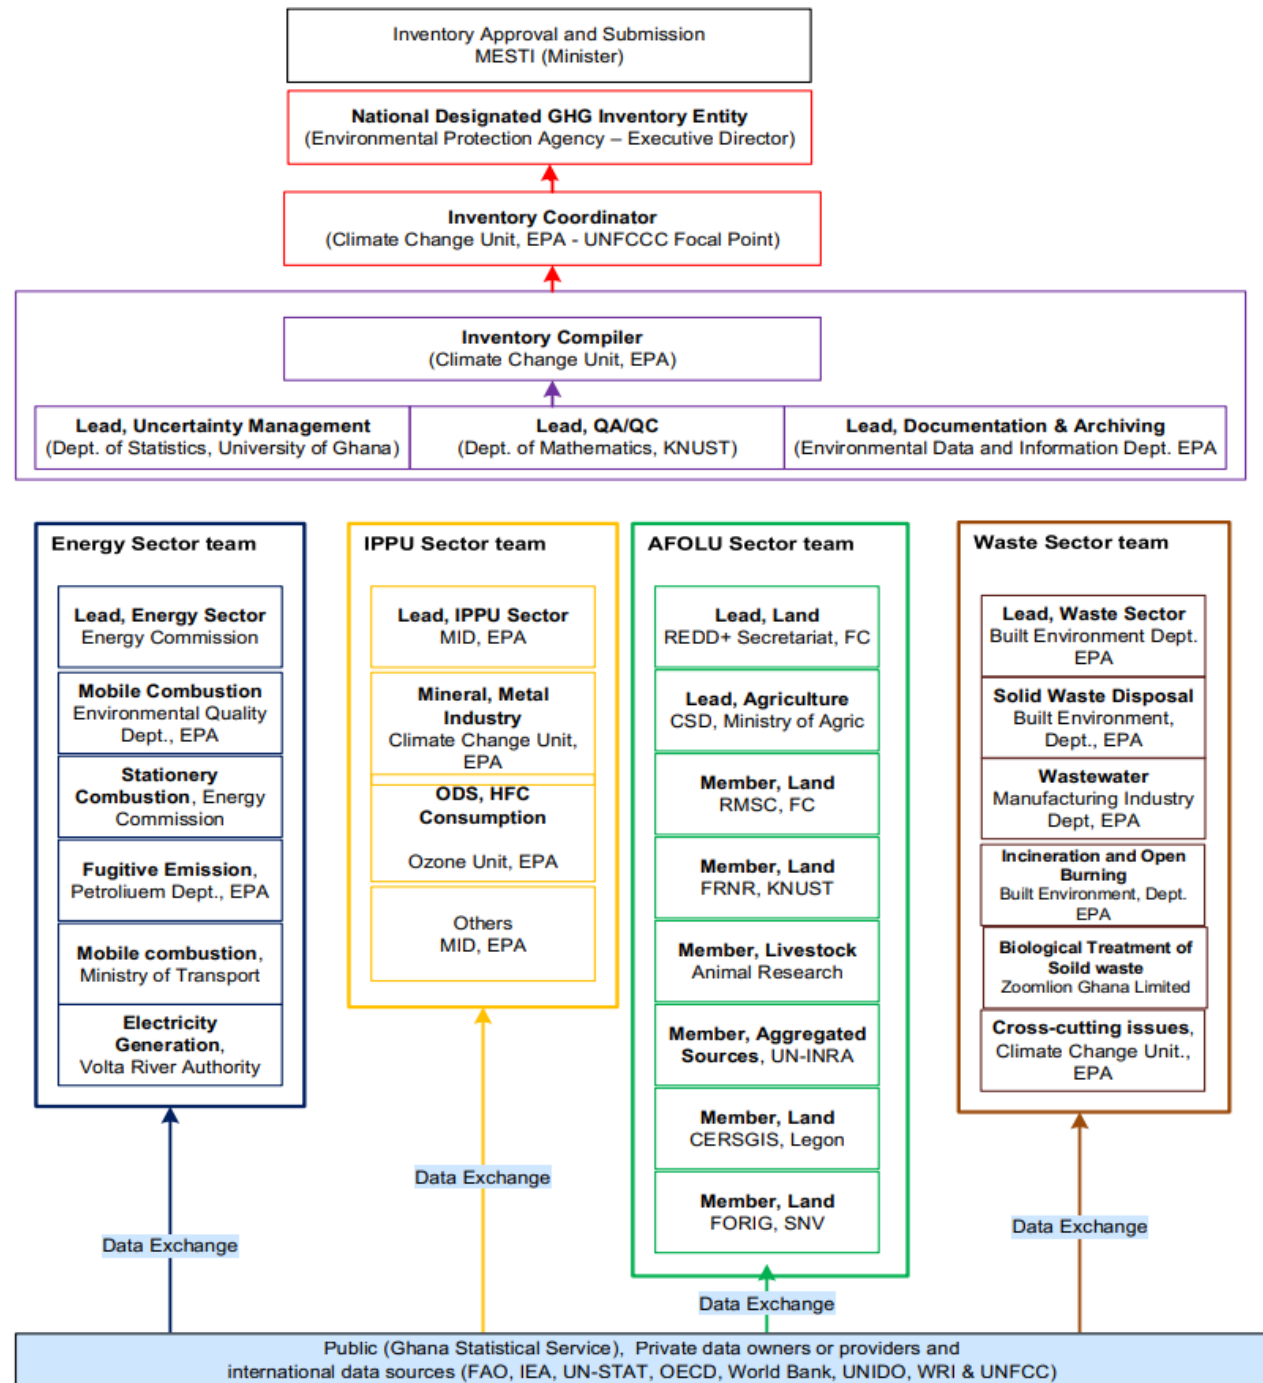 Inventory Approval and Submission
MESTI (Minister)
National Designated GHG Inventory Entity
(Environmental Protection Agency – Executive Director)
Inventory Coordinator
(Climate Change Unit, EPA - UNFCCC Focal Point)
Inventory Compiler
(Climate Change Unit, EPA)
Lead, Uncertainty Management
(Dept. of Statistics, University of Ghana)
Lead, QA/QC
(Dept. of Mathematics, KNUST)
Lead, Documentation & Archiving
(Environmental Data and Information Dept. EPA
Energy Sector team
Lead, Energy Sector
Energy Commission
Mobile Combustion
Environmental Quality
Dept., EPA
Stationery
Combustion, Energy
Commission
Fugitive Emission,
Petroliuem Dept., EPA
Mobile combustion,
Ministry of Transport
Electricity
Generation,
Volta River Authority
IPPU Sector team
Lead, IPPU Sector
MID, EPA
Mineral, Metal
Industry
Climate Change Unit,
EPA
ODS, HFC
Consumption
Ozone Unit, EPA
Others
MID, EPA
AFOLU Sector team
Lead, Land
REDD+ Secretariat, FC
Lead, Agriculture
CSD, Ministry of Agric
Member, Land
RMSC, FC
Member, Land
FRNR, KNUST
Member, Livestock
Animal Research
Member, Aggregated
Sources, UN-INRA
Member, Land
CERSGIS, Legon
Member, Land
FORIG, SNV
Waste Sector team
Lead, Waste Sector
Built Environment Dept.
EPA
Solid Waste Disposal
Built Environment,
Dept., EPA
Wastewater
Manufacturing Industry
Dept, EPA
Incineration and Open
Burning
Built Environment, Dept.
EPA
Biological Treatment of
Soild waste
Zoomlion Ghana Limited
Cross-cutting issues,
Climate Change Unit.,
EPA
Data Exchange
Data Exchange
Data Exchange
Data Exchange
Public (Ghana Statistical Service), Private data owners or providers and
international data sources (FAO, IEA, UN-STAT, OECD, World Bank, UNIDO, WRI & UNFCC)